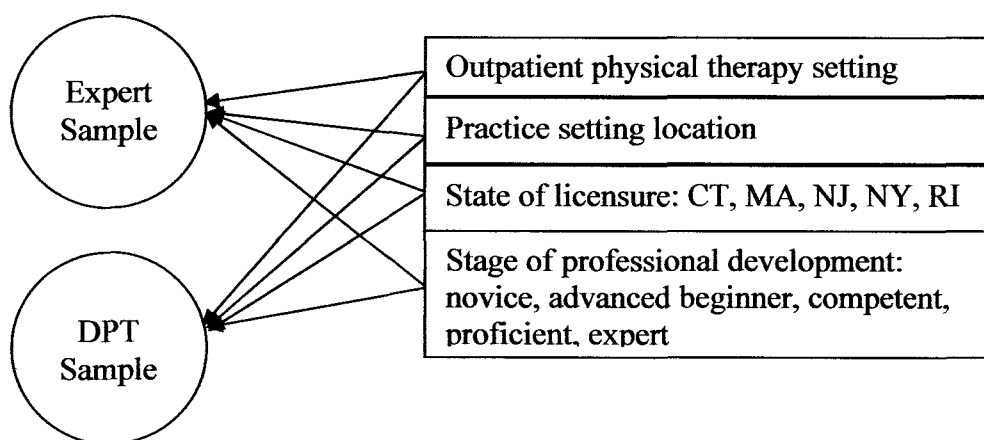 Expert
Sample
DPT
Sample
Outpatient physical therapy setting
Practice setting location
State of licensure: CT, MA, NJ, NY, RI
Stage of professional development:
novice, advanced beginner, competent,
proficient, expert